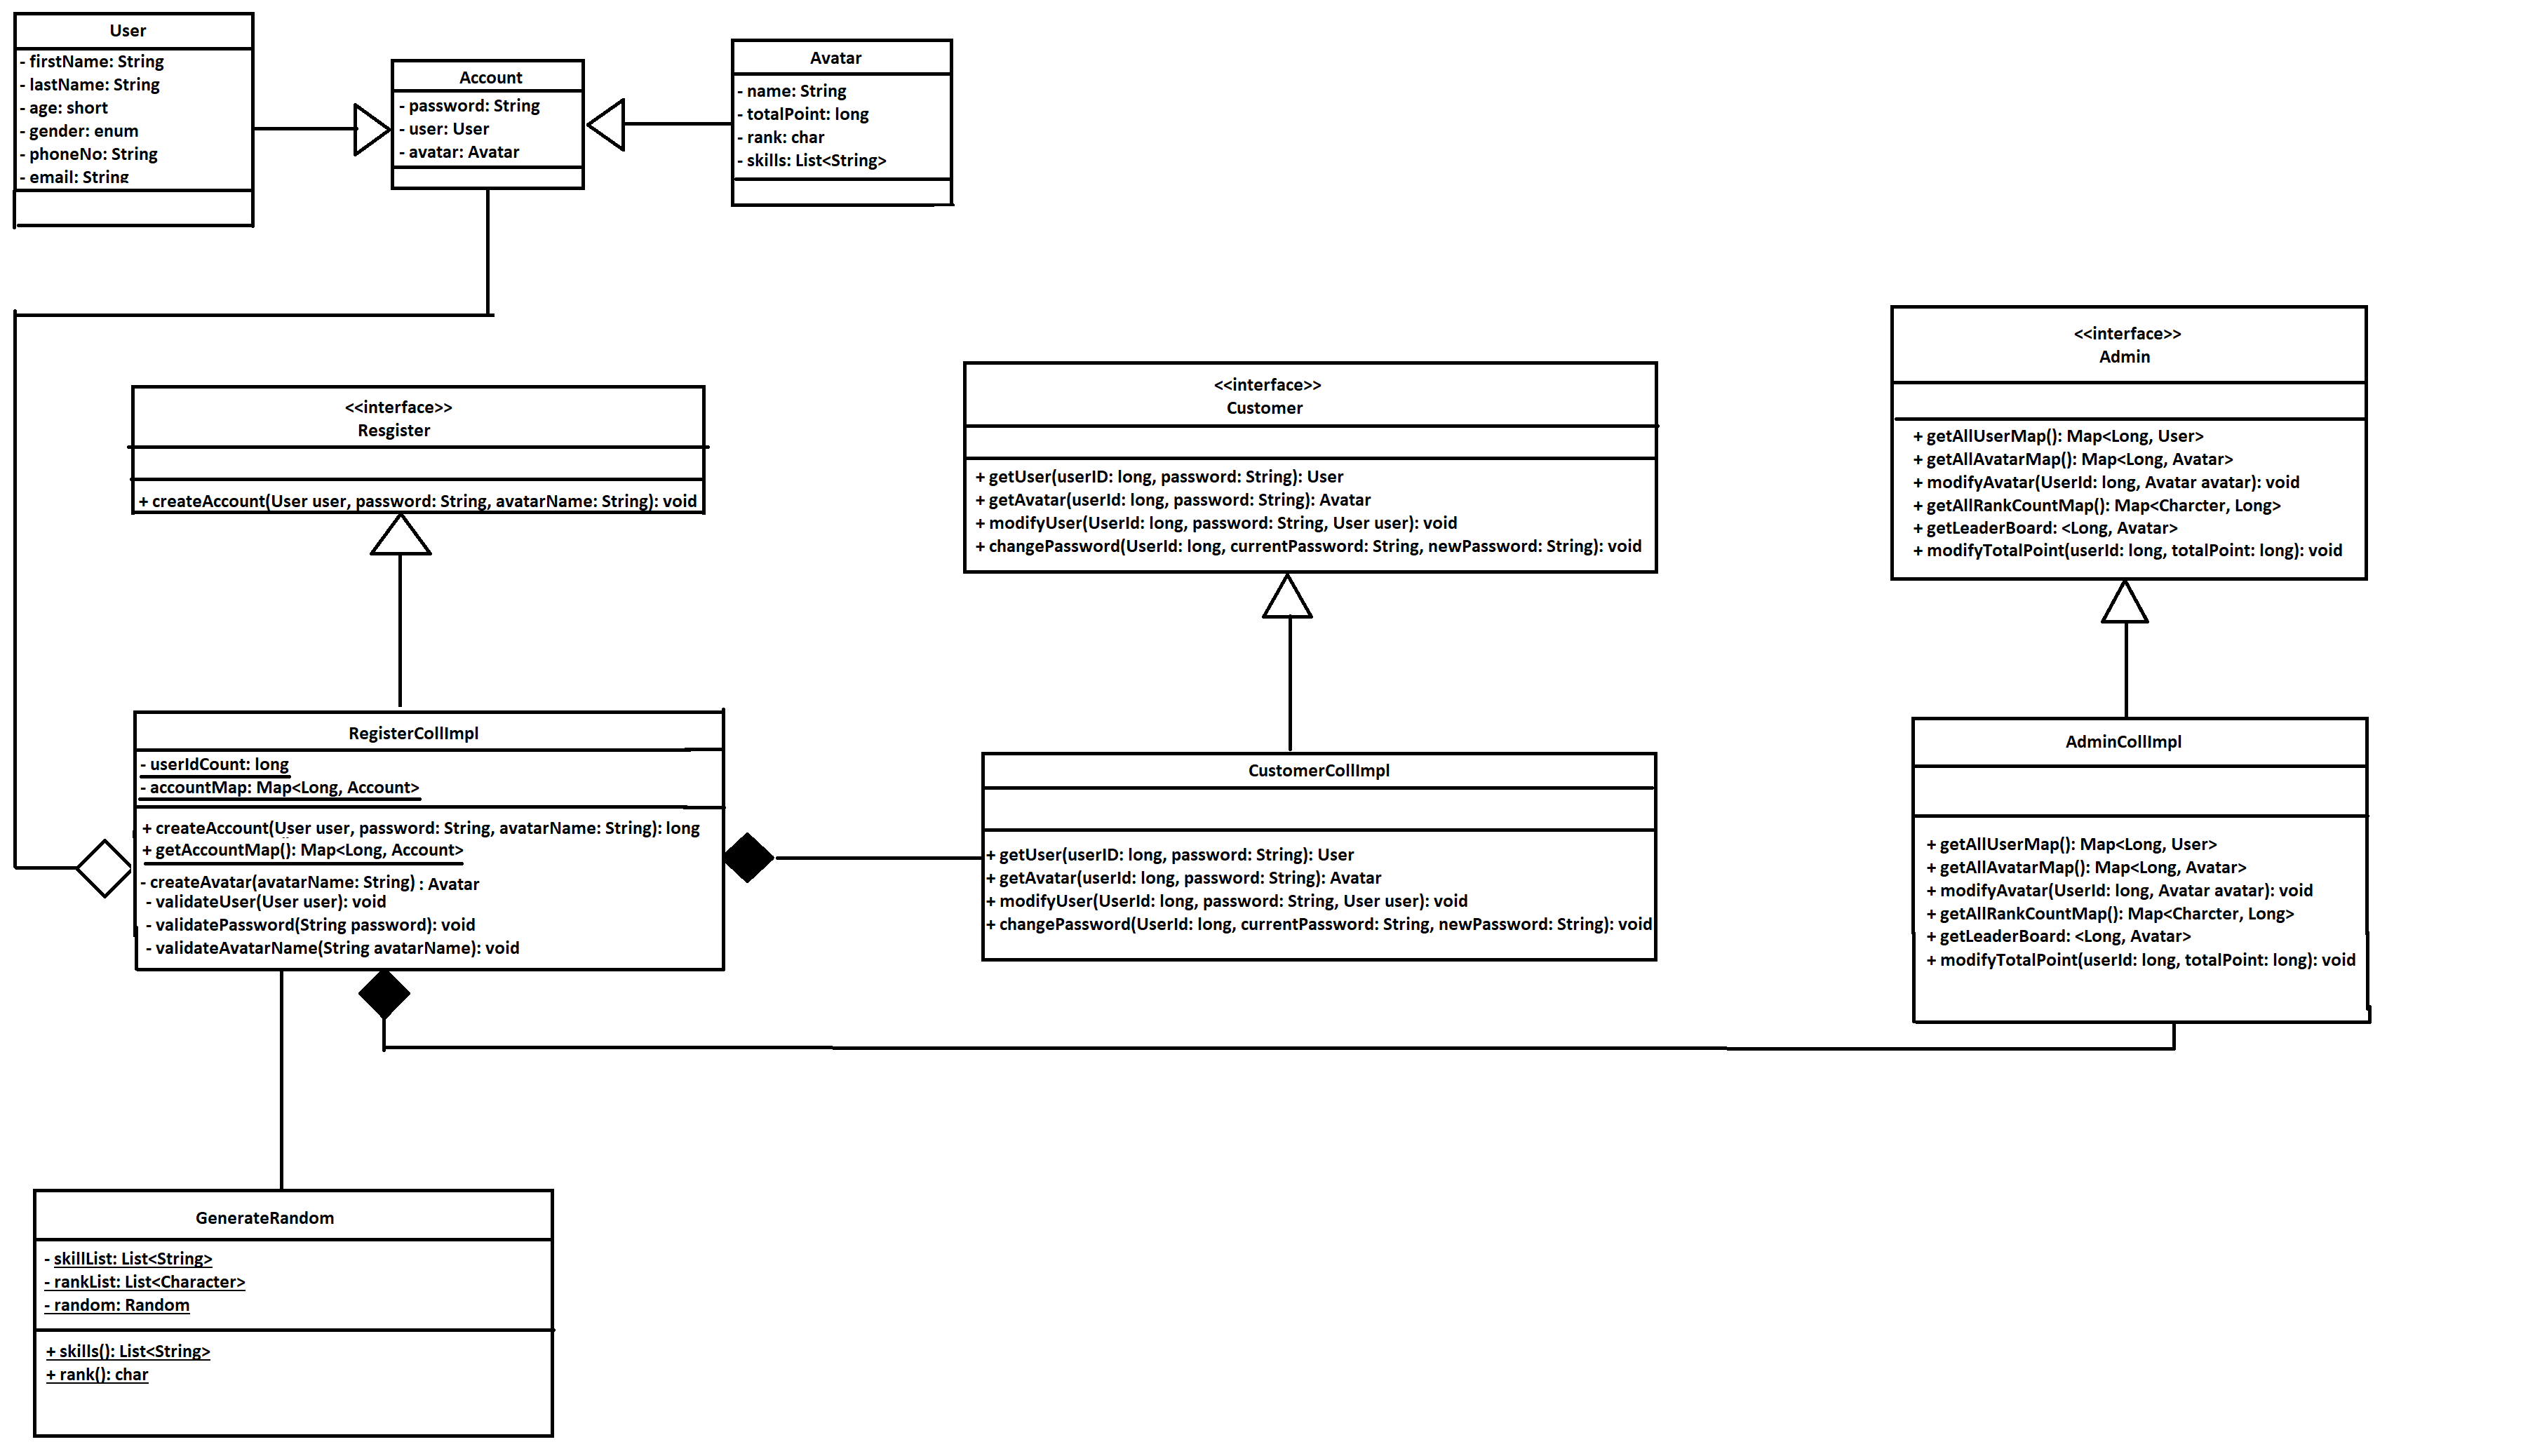 User
- firstName: String
- lastName: String
- age: short
- gender: enum
- phoneNo: String
- email: String
Account
- password: String
- user: User
- avatar: Avatar
Avatar
- name: String
- totalPoint: long
- rank: char
- skills: List<String>
<<interface>>
Resgister
+ createAccount(User user, password: String, avatarName: String): void
<<interface>>
Customer
+ getUser(userID: long, password: String): User
+ getAvatar(userId: long, password: String): Avatar
+ modifyUser(UserId: long, password: String, User user): void
+ changePassword(UserId: long, currentPassword: String, newPassword: String): void
<<interface>>
Admin
+ getAllUserMap(): Map<Long, User>
+ getAllAvatarMap(): Map<Long, Avatar>
+ modifyAvatar(UserId: long, Avatar avatar): void
+ getAllRankCountMap(): Map<Charcter, Long>
+ getLeaderBoard: <Long, Avatar>
+ modifyTotalPoint(userId: long, totalPoint: long): void
RegisterCollImpl
- userIdCount: long
- accountMap: Map<Long, Account>
+ createAccount(User user, password: String, avatarName: String): long
+ getAccountMap(): Map<Long, Account>
- createAvatar(avatarName: String) : Avatar
- validateUser(User user): void
- validatePassword(String password): void
- validateAvatarName(String avatarName): void
CustomerCollImpl
+ getUser(userID: long, password: String): User
+ getAvatar(userId: long, password: String): Avatar
+ modifyUser(UserId: long, password: String, User user): void
+ changePassword(UserId: long, currentPassword: String, newPassword: String): void
AdminCollImpl
+ getAllUserMap(): Map<Long, User>
+ getAllAvatarMap(): Map<Long, Avatar>
+ modifyAvatar(UserId: long, Avatar avatar): void
+ getAllRankCountMap(): Map<Charcter, Long>
+ getLeaderBoard: <Long, Avatar>
+ modifyTotalPoint(userId: long, totalPoint: long): void
GenerateRandom
- skillList: List<String>
- rankList: List<Character>
- random: Random
+ skills(): List<String>
+ rank(): char